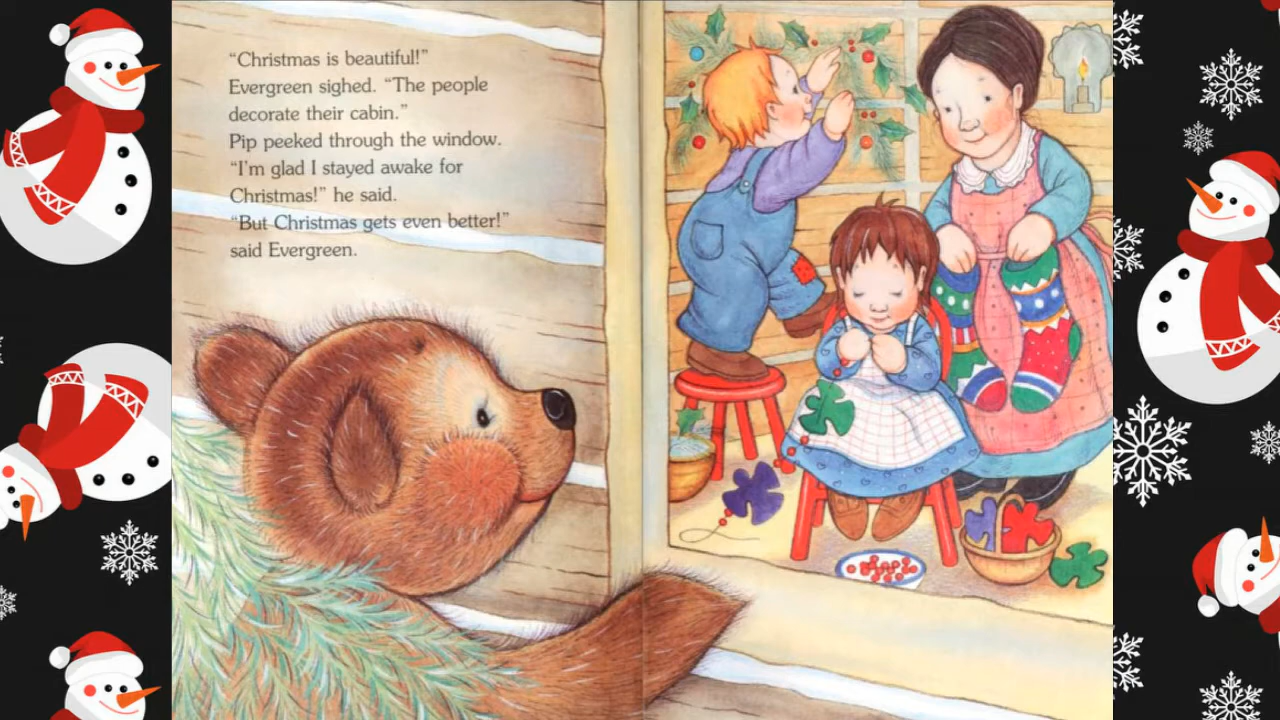 “Christmas is beautiful!”
Evergreen sighed. “The people
decorate their cabin.”
Pip peeked through the window.
“I’m glad I stayed awake for
Christmas!” he said.
“But Christmas gets even better!”
said Evergreen.